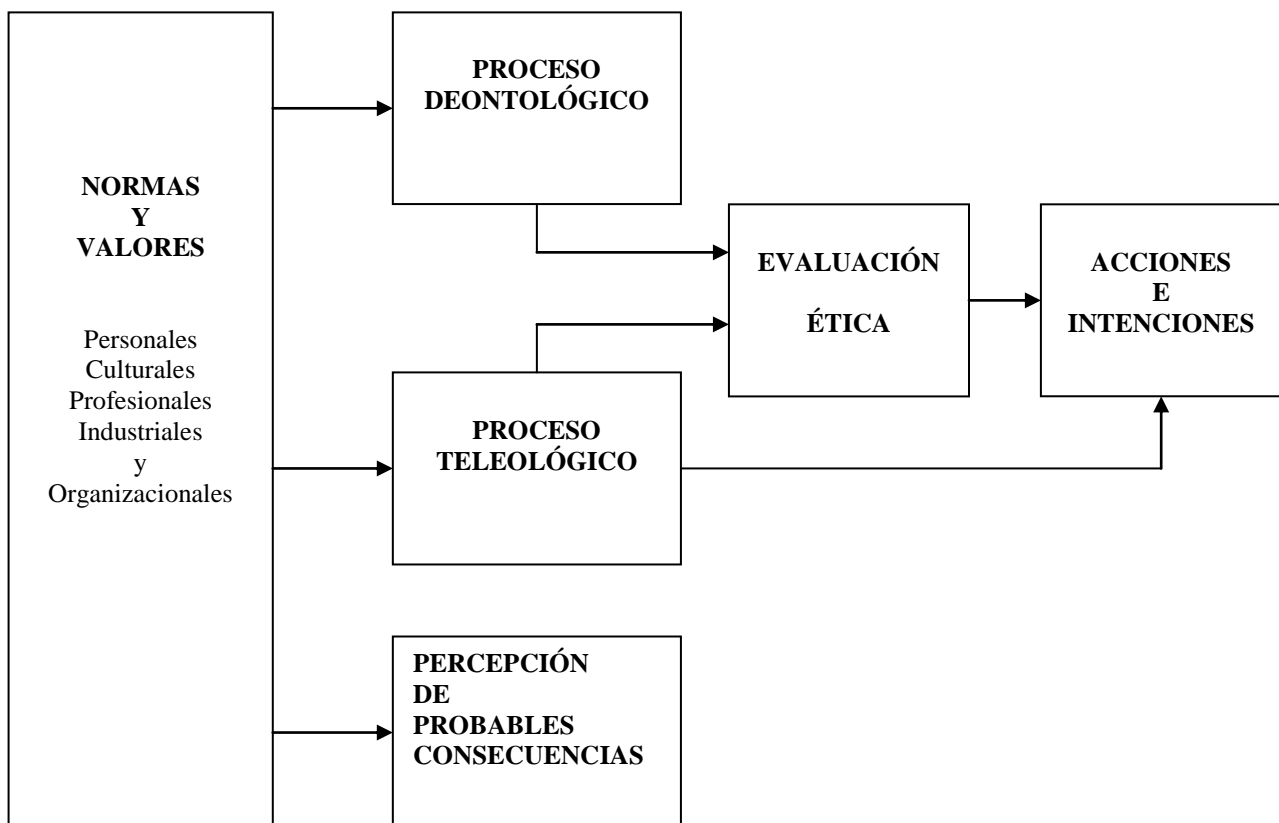 NORMAS
Y
VALORES
Personales
Culturales
Profesionales
Industriales
y
Organizacionales
PROCESO
DEONTOLÓGICO
EVALUACIÓN
ÉTICA
ACCIONES
E
INTENCIONES
PROCESO
TELEOLÓGICO
PERCEPCIÓN
DE
PROBABLES
CONSECUENCIAS